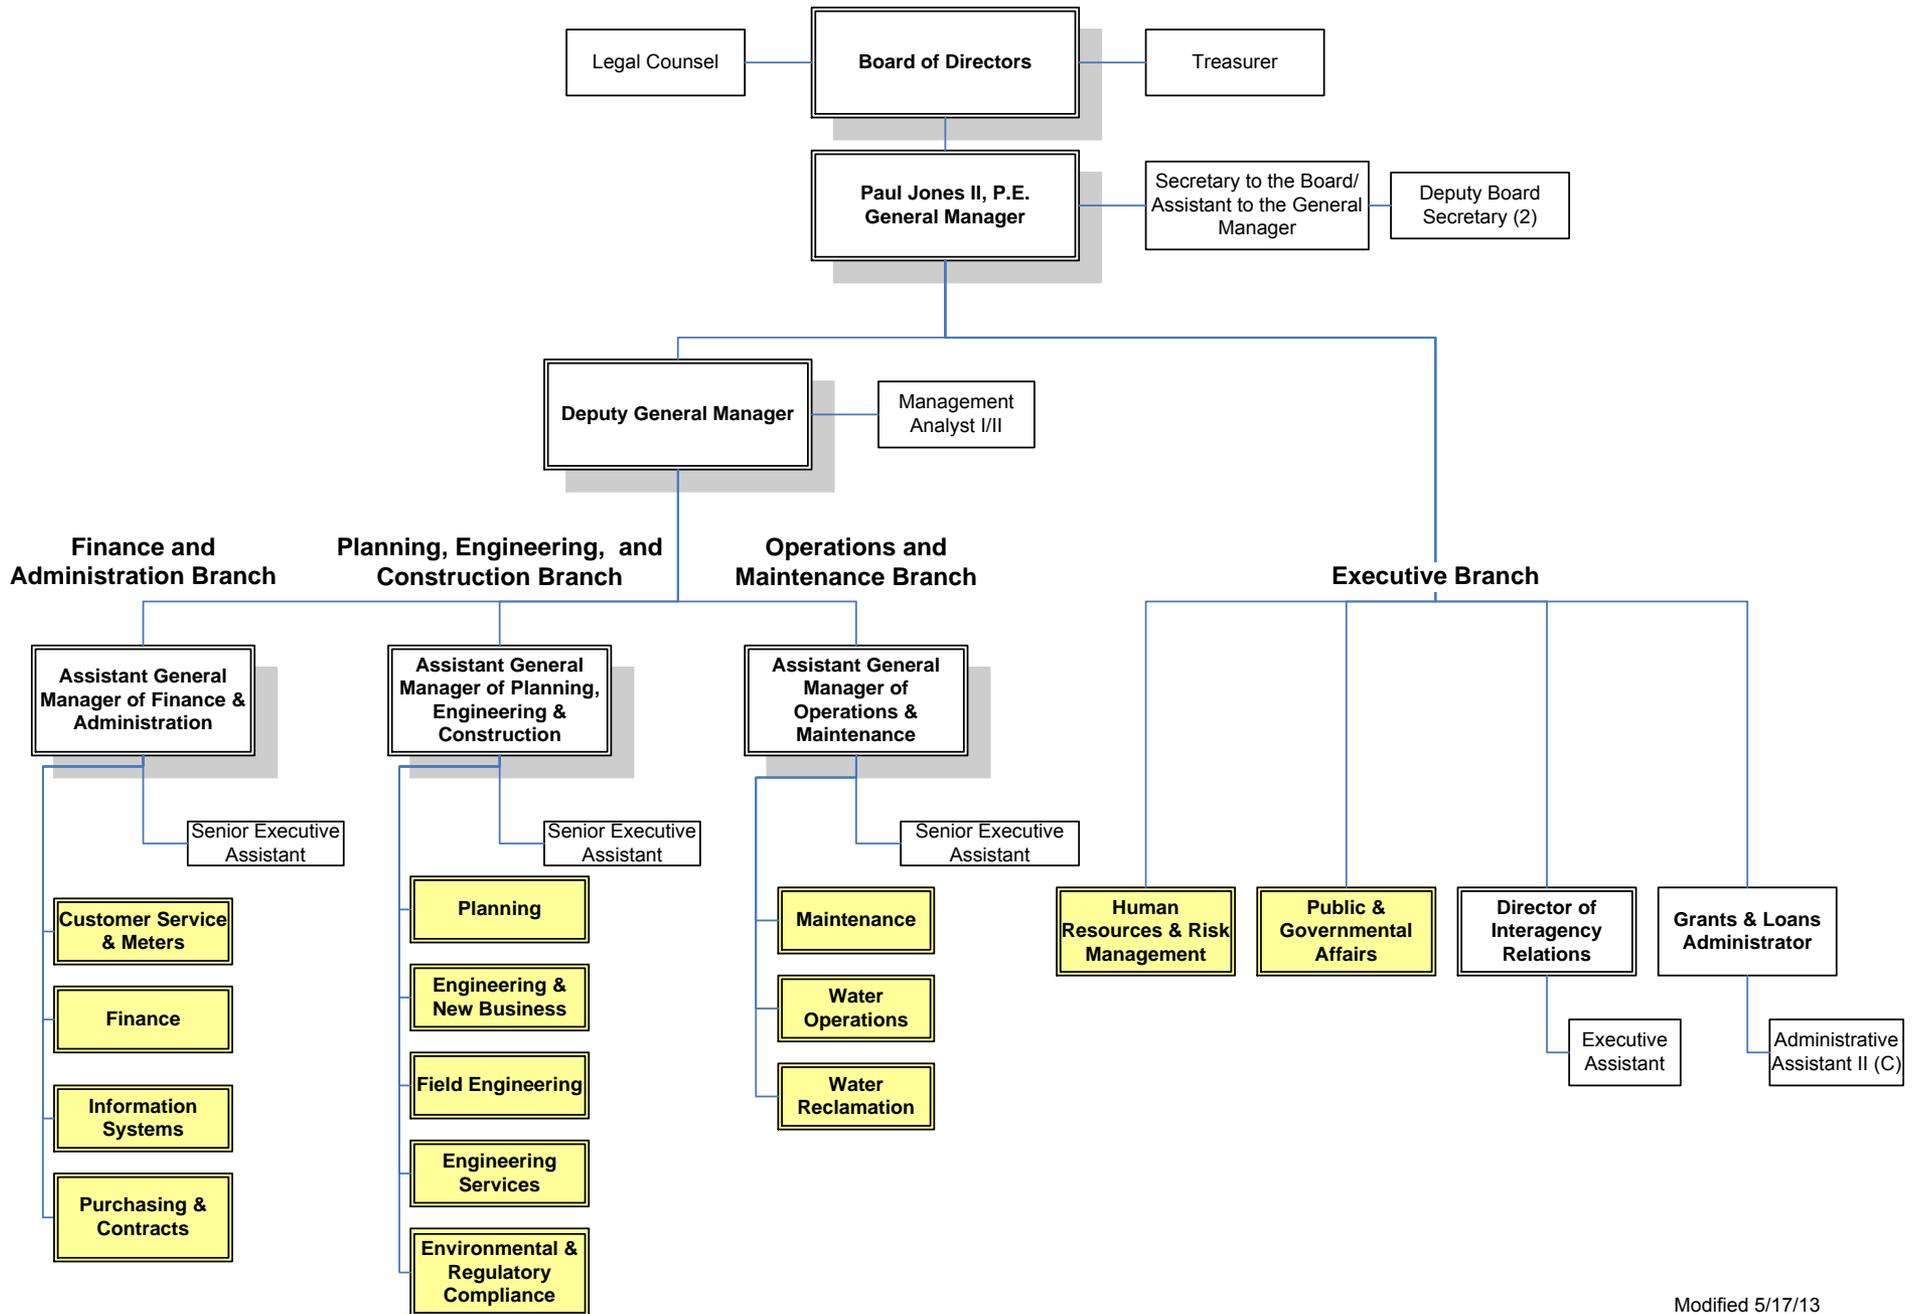 Legal Counsel
Board of Directors
Treasurer
Paul Jones II, P.E.
General Manager
Secretary to the Board/
Assistant to the General
Manager
Deputy Board
Secretary (2)
Deputy General Manager
Management
Analyst I/II
Finance and
Administration Branch
Planning, Engineering,  and
Construction Branch
Operations and
Maintenance Branch
Executive Branch
Assistant General
Manager of Finance &
Administration
Assistant General
Manager of Planning,
Engineering &
Construction
Assistant General
Manager of
Operations &
Maintenance
Senior Executive
Assistant
Senior Executive
Assistant
Senior Executive
Assistant
Customer Service
& Meters
Finance
Information
Systems
Purchasing &
Contracts
Planning
Engineering &
New Business
Field Engineering
Engineering
Services
Environmental &
Regulatory
Compliance
Maintenance
Water
Operations
Water
Reclamation
Human
Resources & Risk
Management
Public &
Governmental
Affairs
Director of
Interagency
Relations
Grants & Loans
Administrator
Executive
Assistant
Administrative
Assistant II (C)
Modified 5/17/13